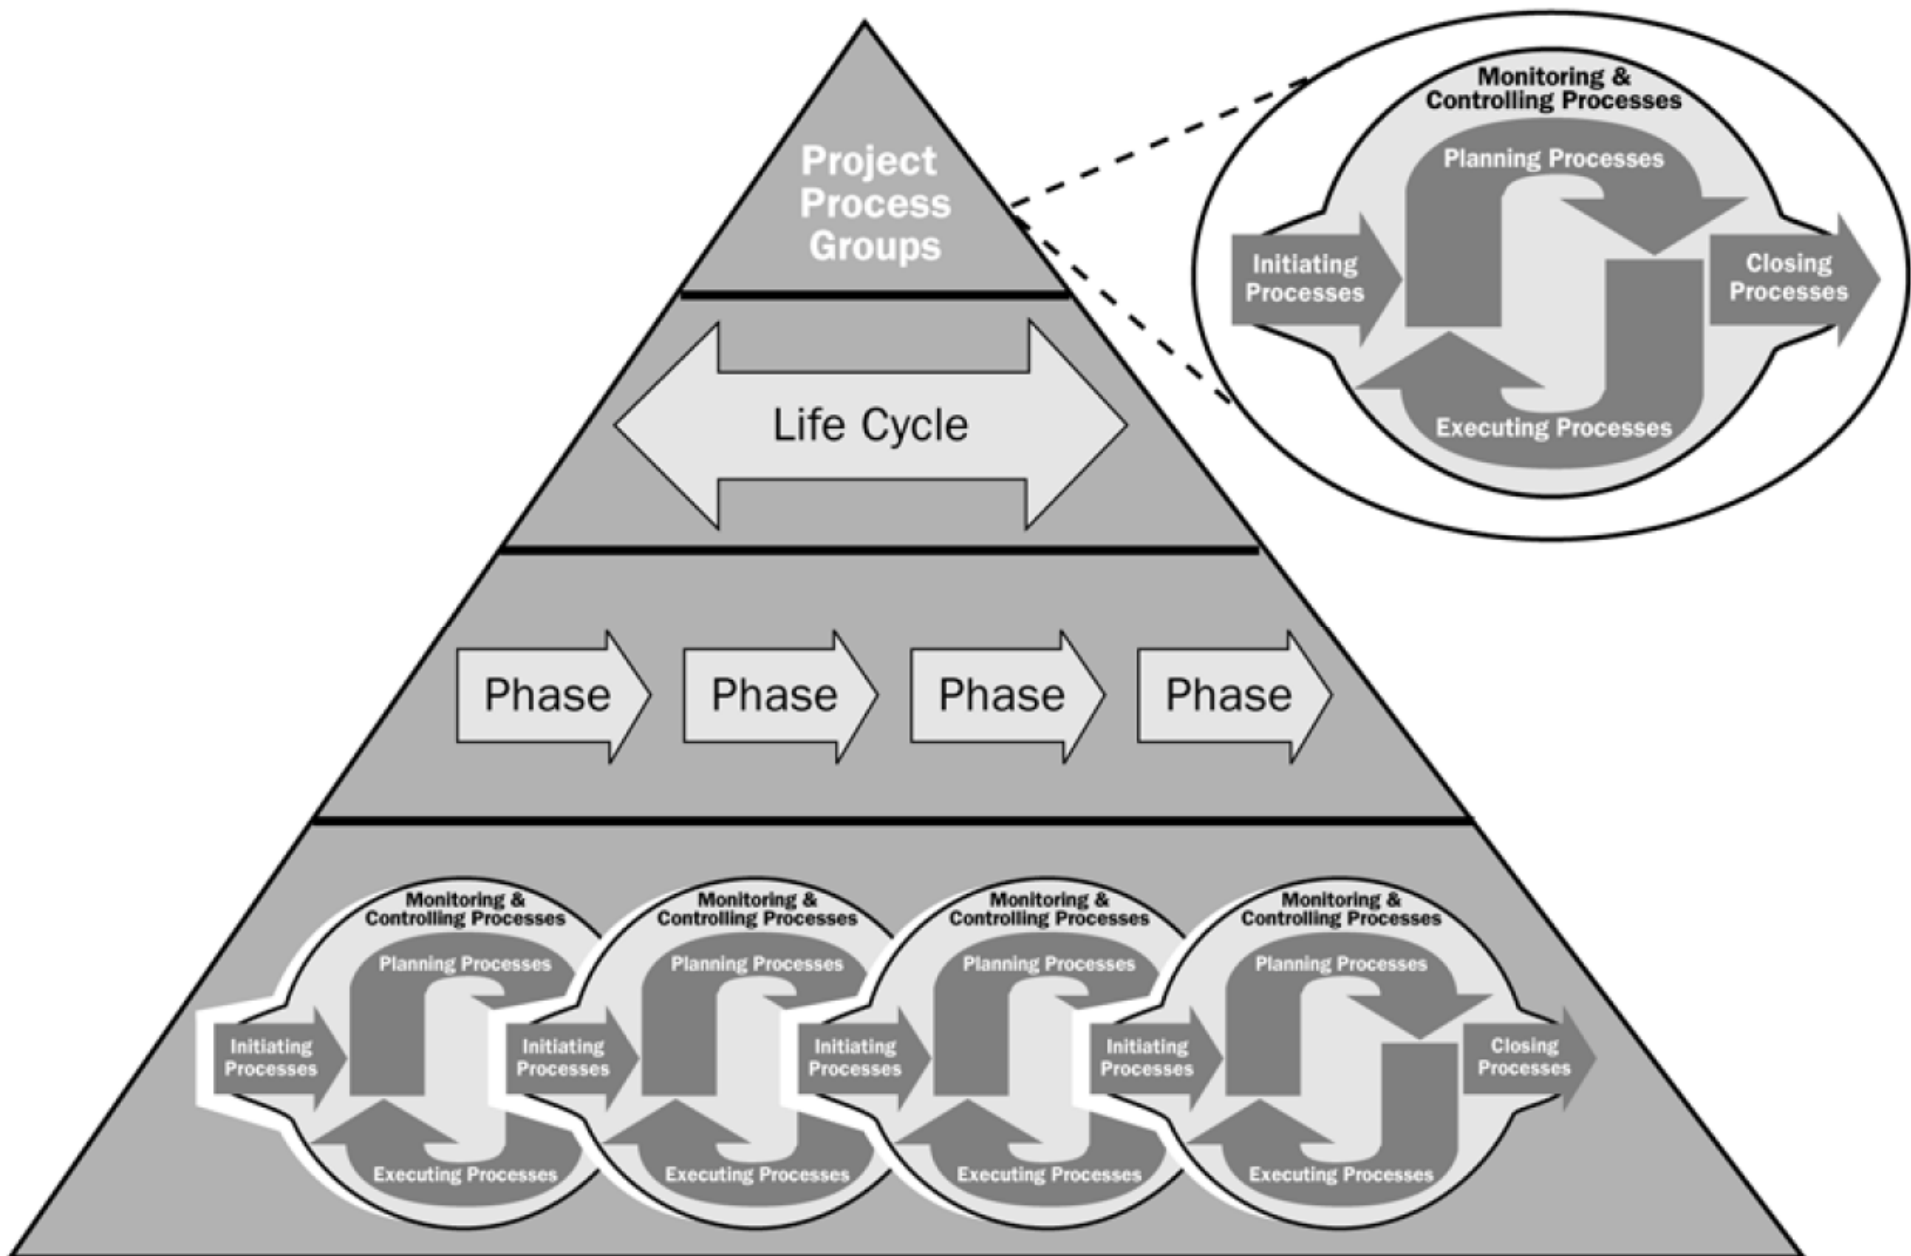 Project
Process
Groups
Monitoring &
Controlling Processes
Planning Processes
Initiating
Processes
Closing
Processes
Executing Processes
Life Cycle
Phase
Phase
Phase
Phase
Monitoring &
Controlling Processes
Planning Processes
Initiating
Processes
Executing Processes
Monitoring &
Controlling Processes
Planning Processes
Initiating
Processes
Executing Processes
Monitoring &
Controlling Processes
Planning Processes
Initiating
Processes
Executing Processes
Monitoring &
Controlling Processes
Planning Processes
Initiating
Processes
Closing
Processes
Executing Processes